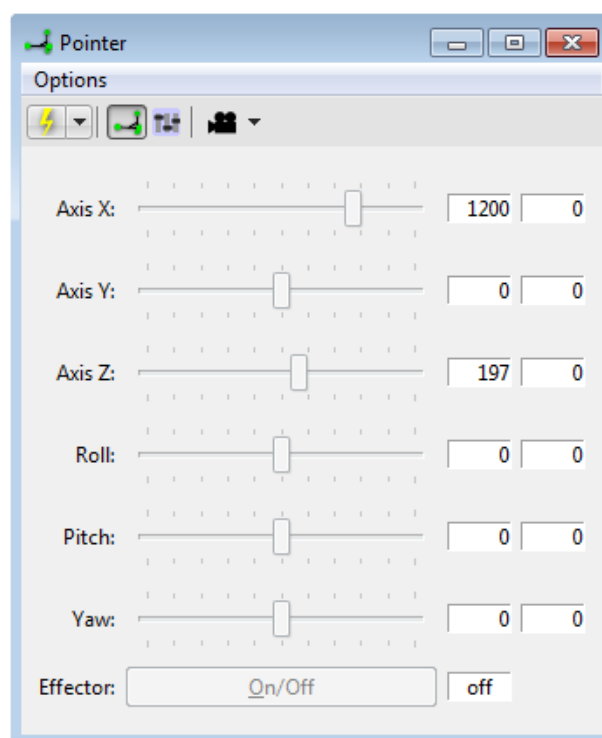 Pointer
Options
Axis X: 1200 0
Axis Y: 0 0
Axis Z: 197 0
Roll: 0 0
Pitch: 0 0
Yaw: 0 0
Effector: On/Off off